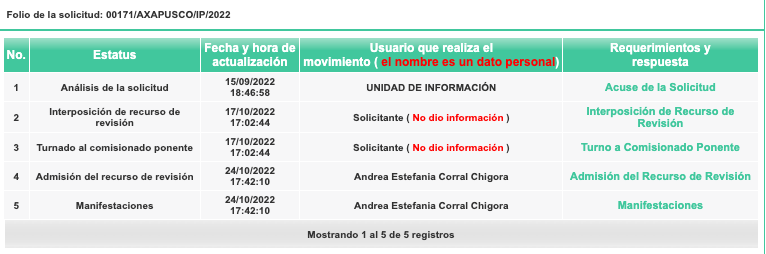 Folio de la solicitud: 00171/AXAPUSCO/IP/2022
No. Estatus Fecha y hora de actualización Usuario que realiza el movimiento ( el nombre es un dato personal) Requerimientos y respuesta
1 Análisis de la solicitud 15/09/2022 18:46:58 UNIDAD DE INFORMACIÓN Acuse de la Solicitud
2 Interposición de recurso de revisión 17/10/2022 17:02:44 Solicitante ( No dio información ) Interposición de Recurso de Revisión
3 Turnado al comisionado ponente 17/10/2022 17:02:44 Solicitante ( No dio información ) Turno a Comisionado Ponente
4 Admisión del recurso de revisión 24/10/2022 17:42:10 Andrea Estefania Corral Chigora Admisión del Recurso de Revisión
5 Manifestaciones 24/10/2022 17:42:10 Andrea Estefania Corral Chigora Manifestaciones
Mostrando 1 al 5 de 5 registros